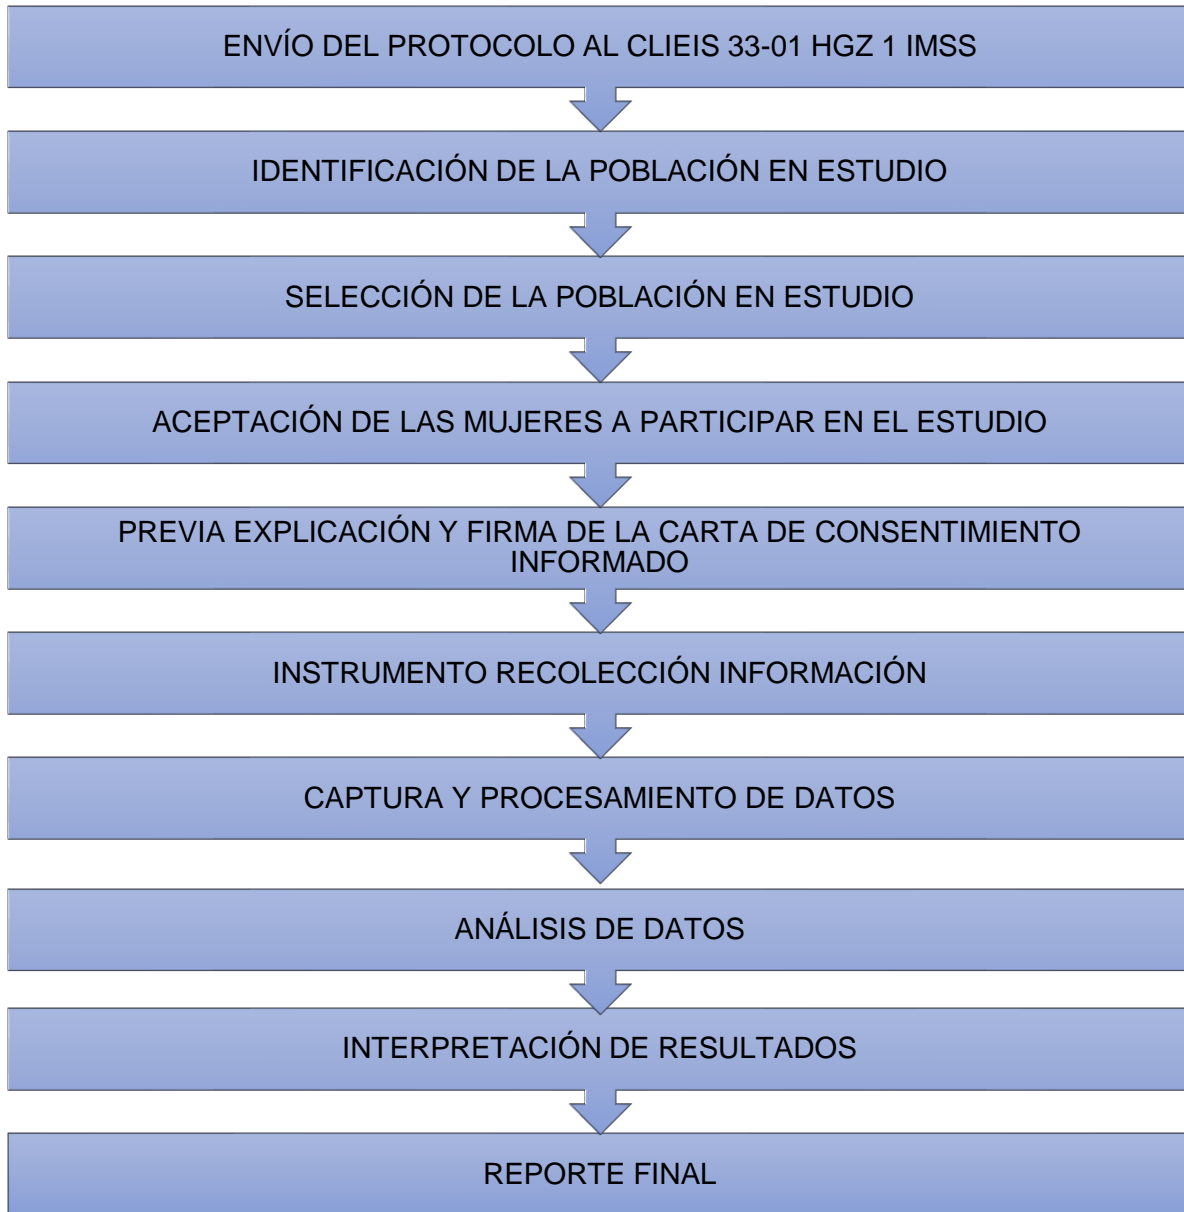 ENVÍO DEL PROTOCOLO AL CLIEIS 33-01 HGZ 1 IMSS
IDENTIFICACIÓN DE LA POBLACIÓN EN ESTUDIO
SELECCIÓN DE LA POBLACIÓN EN ESTUDIO
ACEPTACIÓN DE LAS MUJERES A PARTICIPAR EN EL ESTUDIO
PREVIA EXPLICACIÓN Y FIRMA DE LA CARTA DE CONSENTIMIENTO
INFORMADO
INSTRUMENTO RECOLECCIÓN INFORMACIÓN
CAPTURA Y PROCESAMIENTO DE DATOS
ANÁLISIS DE DATOS
INTERPRETACIÓN DE RESULTADOS
REPORTE FINAL